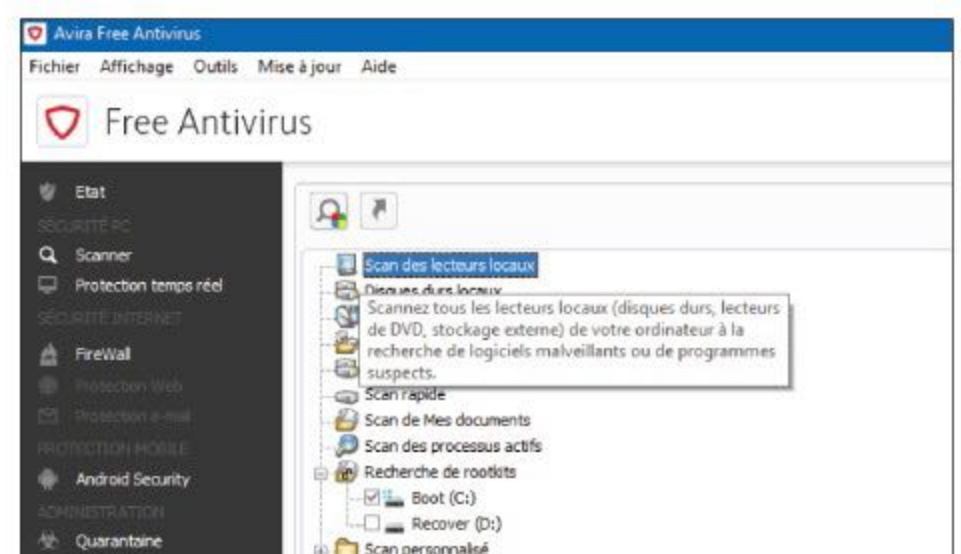 Avira Free Antivirus
Fichier Affichage Outils Mise à jour Aide
Free Antivirus
Etat
SÉCURITÉ PC
Scanner
Protection temps réel
SÉCURITÉ INTERNET
FireWall
Protection Web
Protection e-mail
PROTECTION MOBILE
Android Security
ADMINISTRATION
Quarantaine
Scan des lecteurs locaux
Disques durs locaux
Scannez tous les lecteurs locaux (disques durs, lecteurs
de DVD, stockage externe) de votre ordinateur à la
recherche de logiciels malveillants ou de programmes
suspects.
Scan rapide
Scan de Mes documents
Scan des processus actifs
Recherche de rootkits
Boot (C:)
Recover (D:)
Scan personnalisé